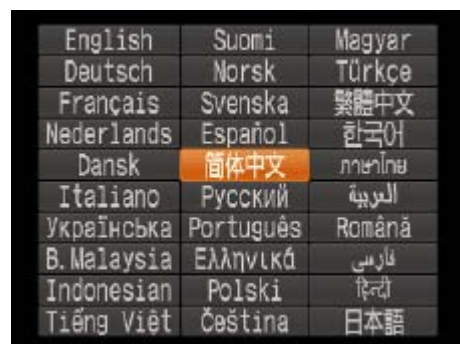 English Suomi Magyar
Deutsch Norsk Türkçe
Français Svenska 繁體中文
Nederlands Español 한국어
Dansk 简体中文 ภาษาไทย
Italiano Русский العربية
Українська Português Română
B.Malaysia Ελληνικά فارسی
Indonesian Polski हिन्दी
Tiếng Việt Čeština 日本語